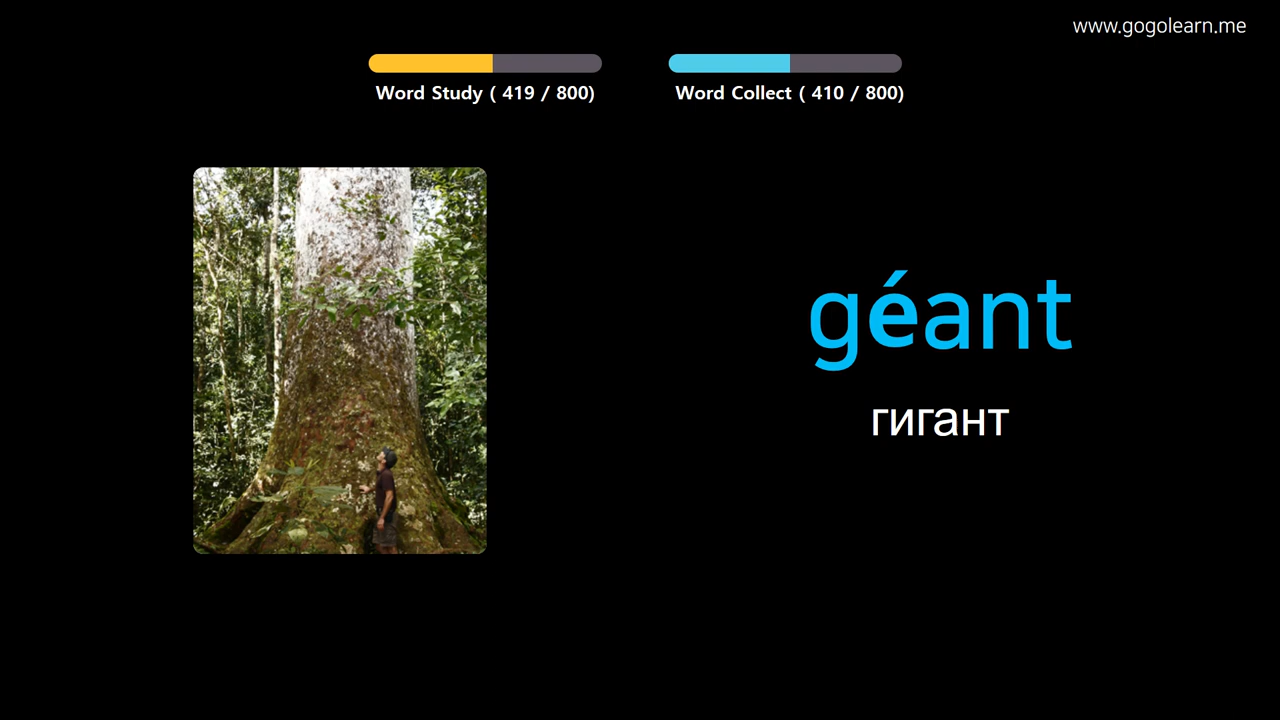 www.gogolearn.me
Word Study ( 419 / 800)
Word Collect ( 410 / 800)
géant
гигант